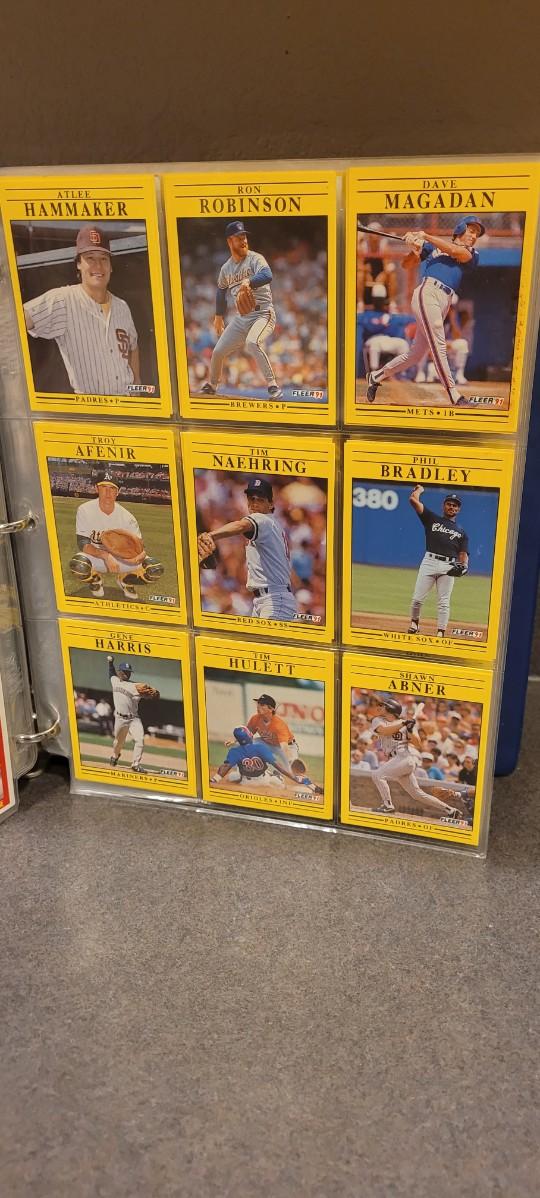 ATLEE
HAMMAKER
FLEER '91
PADRES • P
RON
ROBINSON
FLEER '91
BREWERS • P
DAVE
MAGADAN
FLEER '91
METS • 1B
TROY
AFENIR
FLEER '91
ATHLETICS • C
TIM
NAEHRING
FLEER '91
RED SOX • SS
PHIL
BRADLEY
380
Chicago
FLEER '91
WHITE SOX • OF
GENE
HARRIS
FLEER '91
MARINERS • P
TIM
HULETT
30
FLEER '91
ORIOLES • INF
SHAWN
ABNER
FLEER '91
PADRES • OF